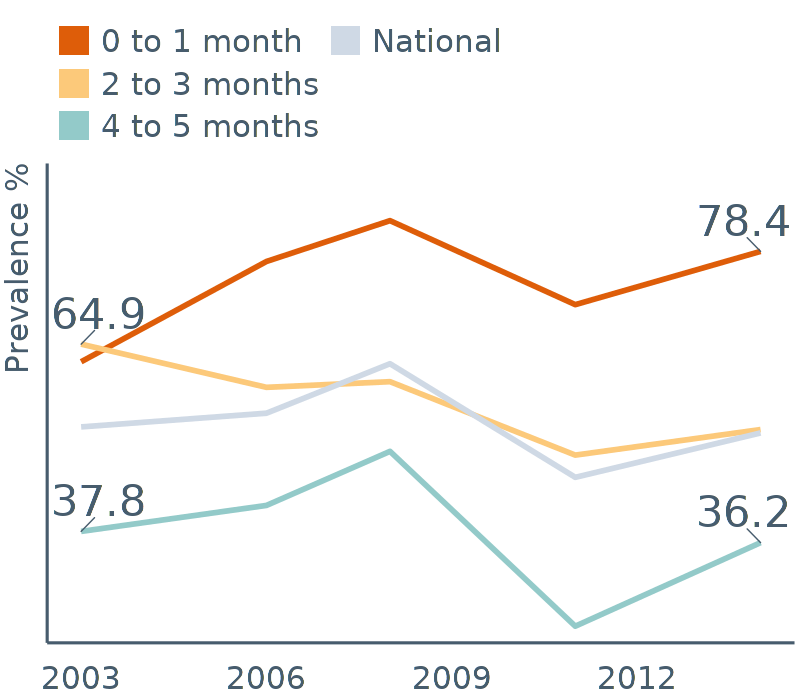 0 to 1 month
National
2 to 3 months
4 to 5 months
Prevalence %
78.4
64.9
37.8
36.2
2003
2006
2009
2012